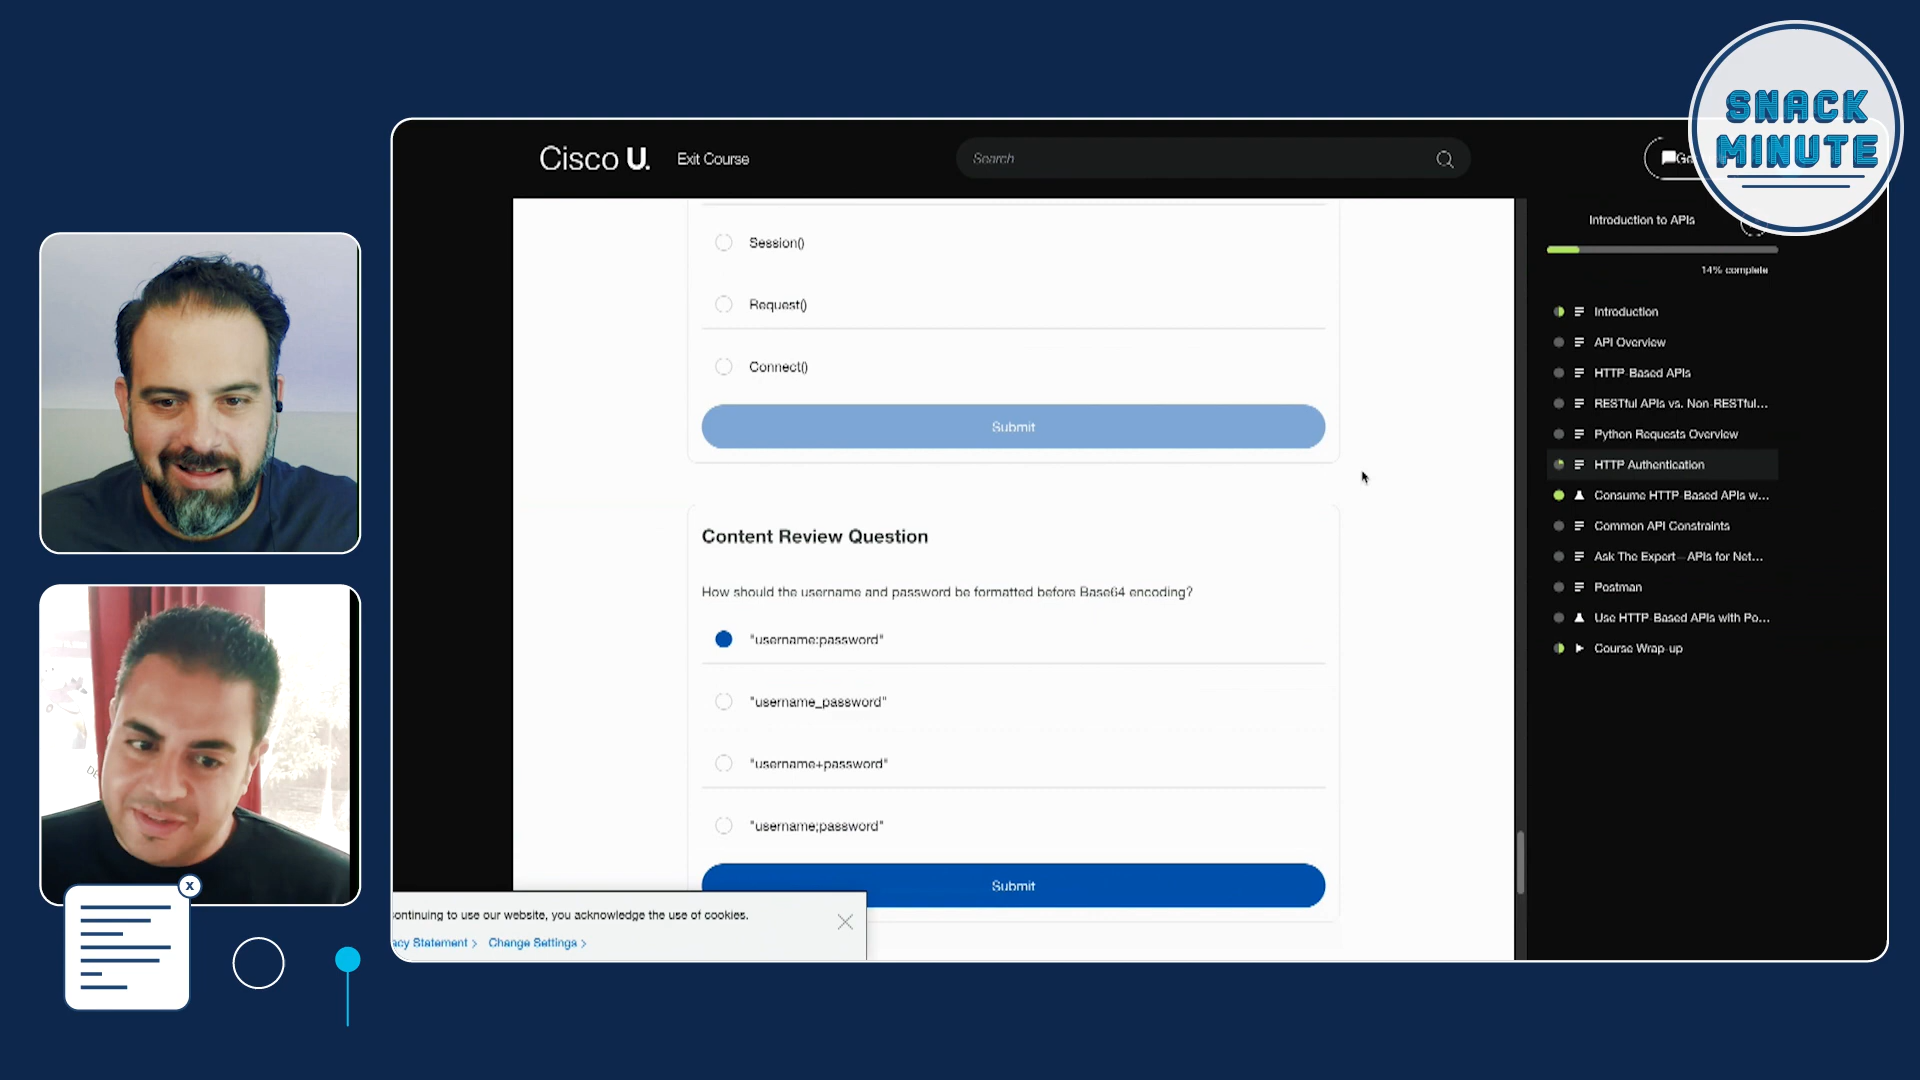 SNACK
MINUTE
Cisco U.
Exit Course
Search
Introduction to APIs
14% complete
Session()
Request()
Connect()
Submit
Content Review Question
How should the username and password be formatted before Base64 encoding?
"username:password"
"username_password"
"username+password"
"username;password"
Submit
Introduction
API Overview
HTTP-Based APIs
RESTful APIs vs. Non-RESTful...
Python Requests Overview
HTTP Authentication
Consume HTTP-Based APIs w...
Common API Constraints
Ask The Expert—APIs for Net...
Postman
Use HTTP-Based APIs with Po...
Course Wrap-up
ontinuing to use our website, you acknowledge the use of cookies.
acy Statement >
Change Settings >
x